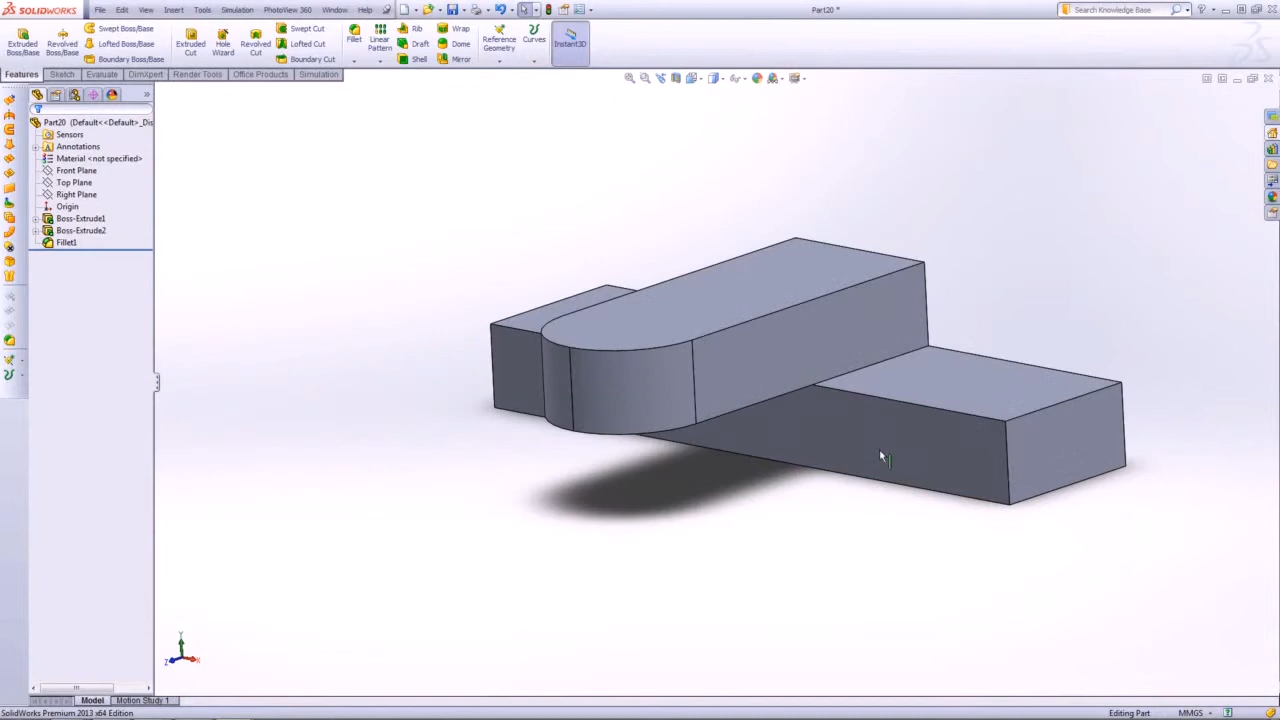 SOLIDWORKS File Edit View Insert Tools Simulation PhotoView 360 Window Help Part20 * Search Knowledge Base
Extruded Boss/Base
Revolved Boss/Base
Swept Boss/Base
Lofted Boss/Base
Boundary Boss/Base
Extruded Cut
Hole Wizard
Revolved Cut
Swept Cut
Lofted Cut
Boundary Cut
Fillet
Linear Pattern
Rib
Draft
Shell
Wrap
Dome
Mirror
Reference Geometry
Curves
Instant3D
Features Sketch Evaluate DimXpert Render Tools Office Products Simulation
Part20 (Default<<Default>_Dis
Sensors
Annotations
Material <not specified>
Front Plane
Top Plane
Right Plane
Origin
Boss-Extrude1
Boss-Extrude2
Fillet1
Y
Z X
Model Motion Study 1
SolidWorks Premium 2013 x64 Edition Editing Part MMGS